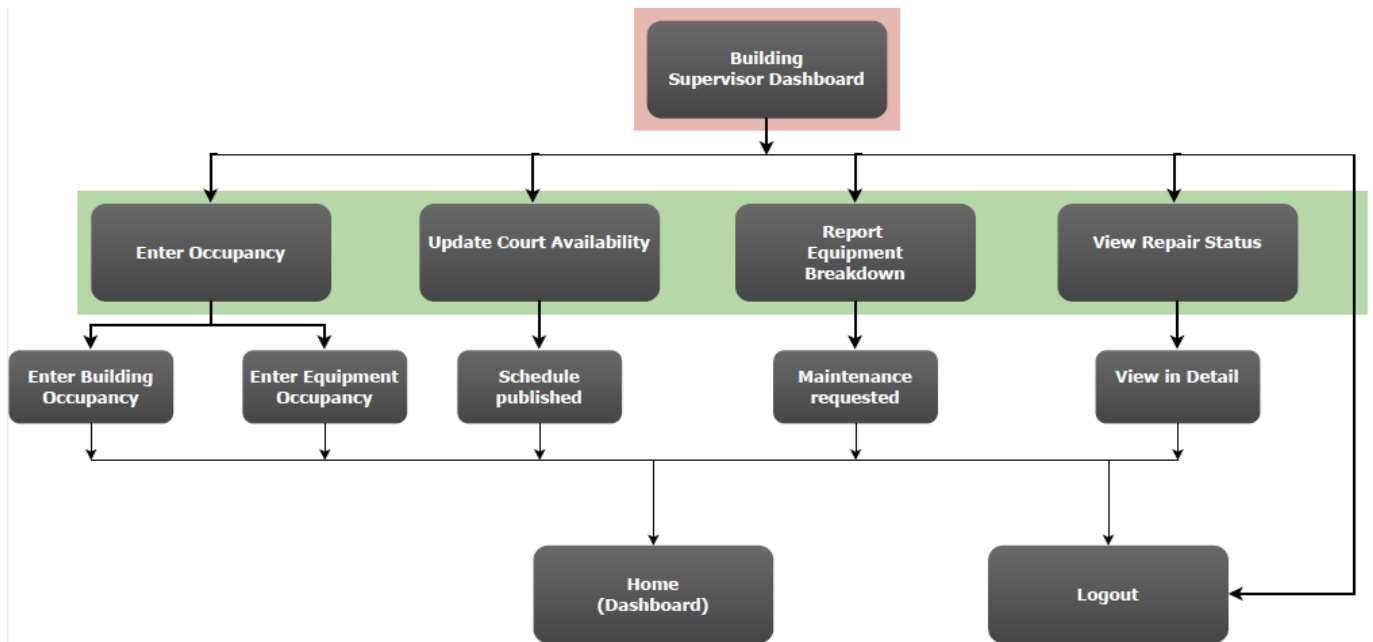 Building
Supervisor Dashboard
Enter Occupancy
Update Court Availability
Report
Equipment
Breakdown
View Repair Status
Enter Building
Occupancy
Enter Equipment
Occupancy
Schedule
published
Maintenance
requested
View in Detail
Home
(Dashboard)
Logout